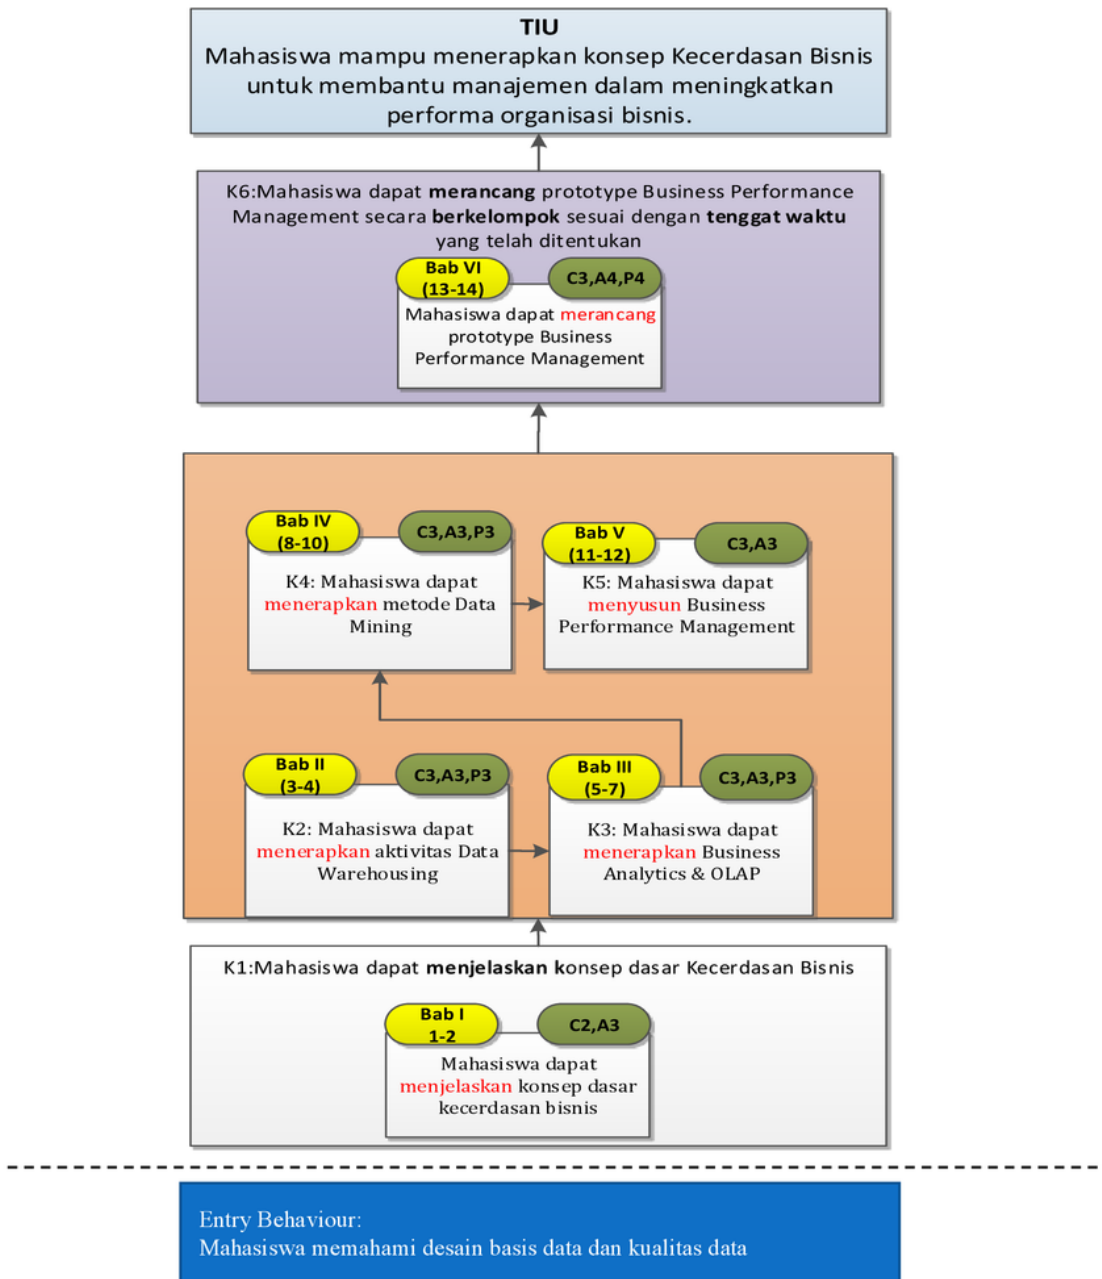 TIU
Mahasiswa mampu menerapkan konsep Kecerdasan Bisnis
untuk membantu manajemen dalam meningkatkan
performa organisasi bisnis.
K6:Mahasiswa dapat merancang prototype Business Performance
Management secara berkelompok sesuai dengan tenggat waktu
yang telah ditentukan
Bab VI
(13-14)
C3,A4,P4
Mahasiswa dapat merancang
prototype Business
Performance Management
Bab IV
(8-10)
C3,A3,P3
K4: Mahasiswa dapat
menerapkan metode Data
Mining
Bab V
(11-12)
C3,A3
K5: Mahasiswa dapat
menyusun Business
Performance Management
Bab II
(3-4)
C3,A3,P3
K2: Mahasiswa dapat
menerapkan aktivitas Data
Warehousing
Bab III
(5-7)
C3,A3,P3
K3: Mahasiswa dapat
menerapkan Business
Analytics & OLAP
K1:Mahasiswa dapat menjelaskan konsep dasar Kecerdasan Bisnis
Bab I
1-2
C2,A3
Mahasiswa dapat
menjelaskan konsep dasar
kecerdasan bisnis
Entry Behaviour:
Mahasiswa memahami desain basis data dan kualitas data